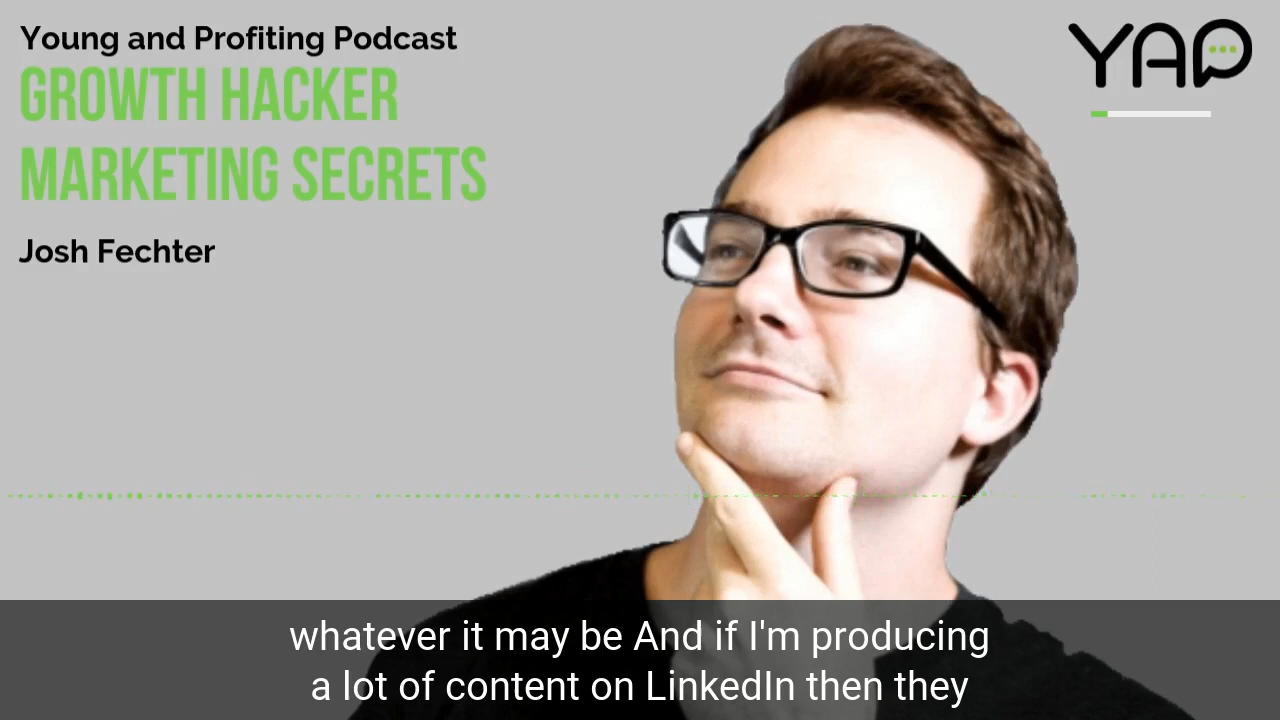 Young and Profiting Podcast
GROWTH HACKER
MARKETING SECRETS
Josh Fechter
YAP
whatever it may be And if I'm producing
a lot of content on LinkedIn then they